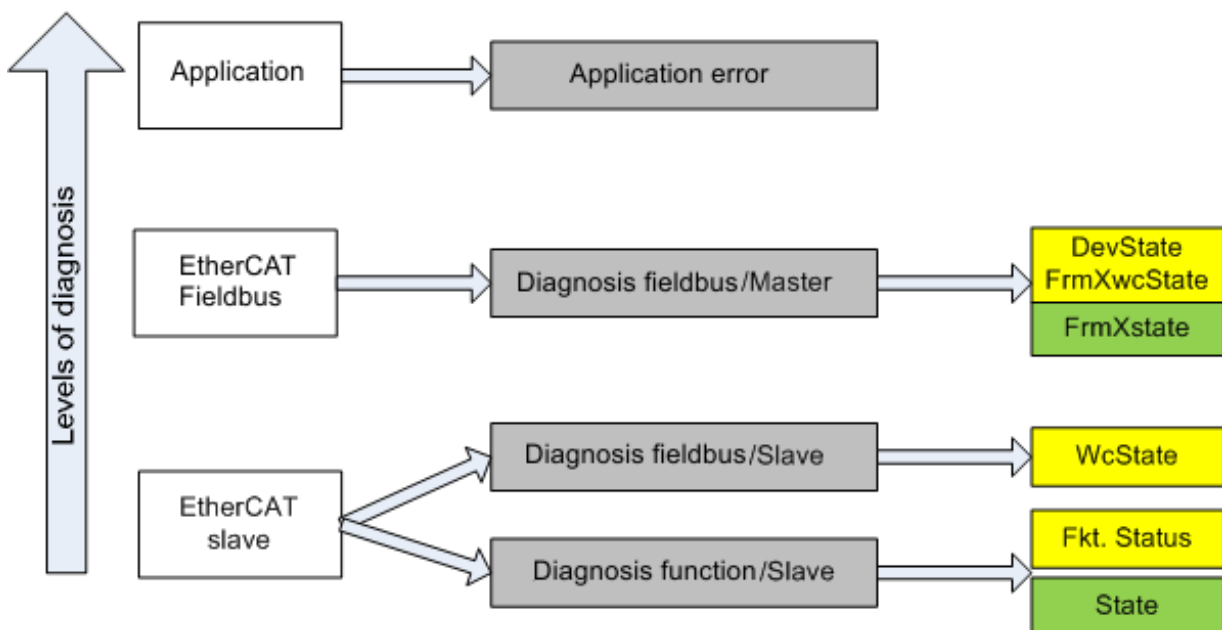 Levels of diagnosis
Application
Application error
EtherCAT
Fieldbus
Diagnosis fieldbus/Master
DevState
FrmXwcState
FrmXstate
EtherCAT
slave
Diagnosis fieldbus/Slave
WcState
Diagnosis function/Slave
Fkt. Status
State